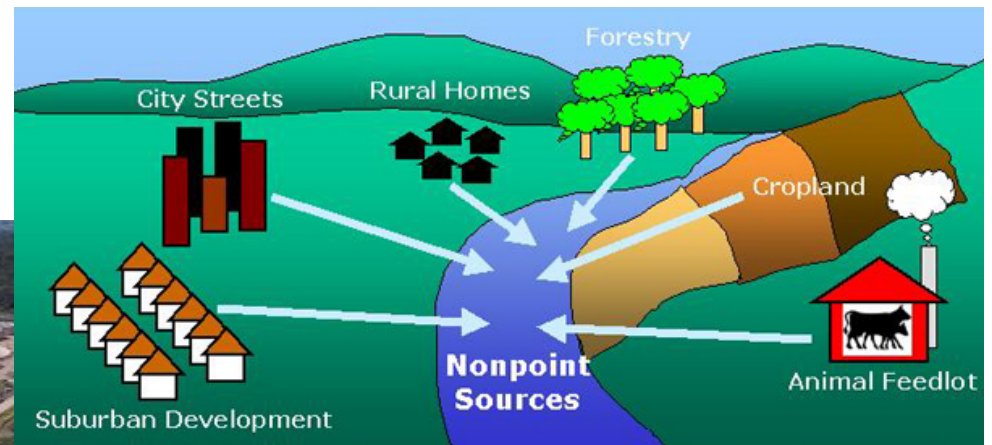 Forestry
City Streets
Rural Homes
Cropland
Nonpoint
Sources
Animal Feedlot
Suburban Development